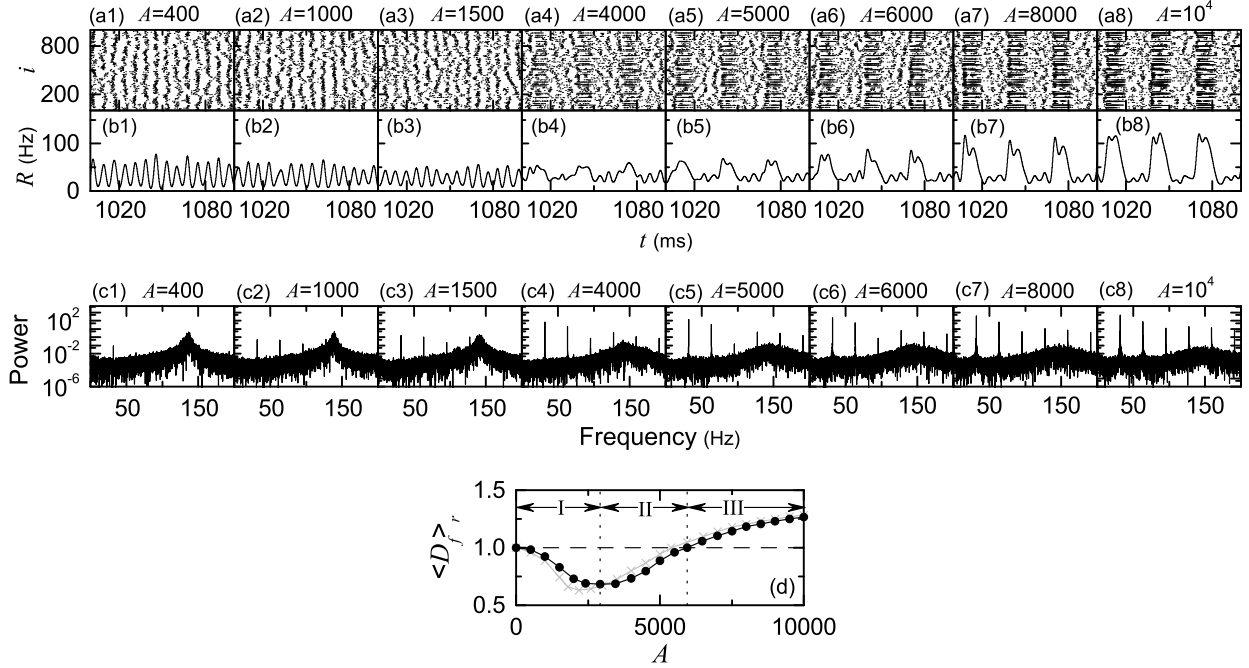 (a1) A=400 (a2) A=1000 (a3) A=1500 (a4) A=4000 (a5) A=5000 (a6) A=6000 (a7) A=8000 (a8) A=10^4
800
i
200
(b1) (b2) (b3) (b4) (b5) (b6) (b7) (b8)
100
R (Hz)
0
1020 1080 1020 1080 1020 1080 1020 1080 1020 1080 1020 1080 1020 1080 1020 1080
t (ms)
(c1) A=400 (c2) A=1000 (c3) A=1500 (c4) A=4000 (c5) A=5000 (c6) A=6000 (c7) A=8000 (c8) A=10^4
10^2
Power
10^-2
10^-6
50 150 50 150 50 150 50 150 50 150 50 150 50 150 50 150
Frequency (Hz)
1.5
I II III
<D_f>_r
1.0
(d)
0.5
0 5000 10000
A